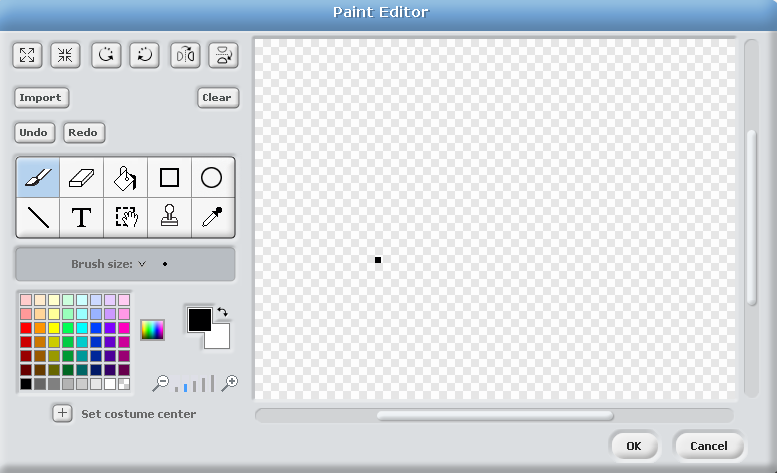 Paint Editor
Import
Clear
Undo
Redo
T
Brush size:
Set costume center
OK
Cancel